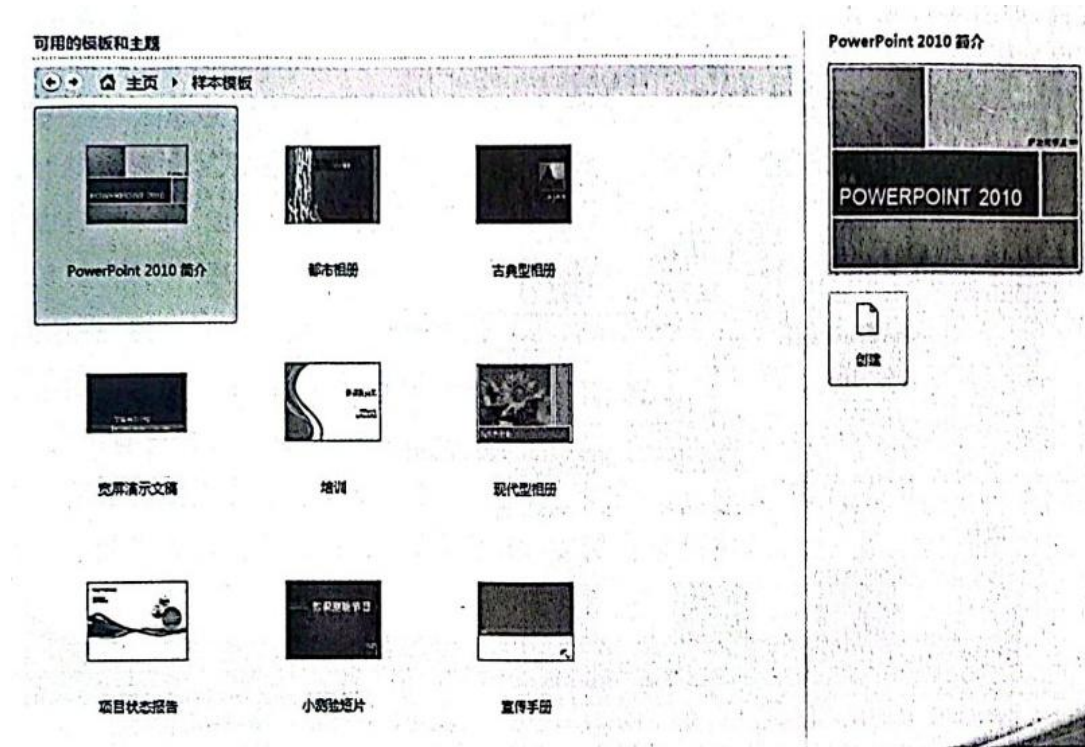 可用的模板和主题
PowerPoint 2010 简介
主页
样本模板
POWERPOINT 2010
PowerPoint 2010 简介
都市相册
古典型相册
POWERPOINT 2010
创建
宽屏演示文稿
培训
现代型相册
项目状态报告
小测验短片
宣传手册